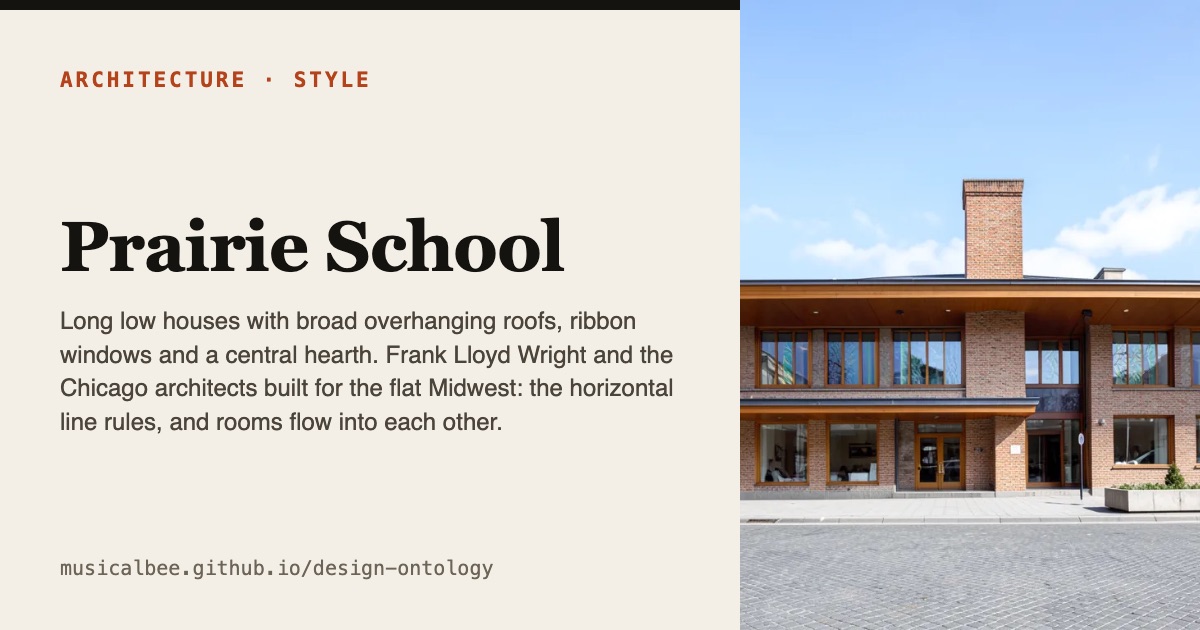 ARCHITECTURE · STYLE
Prairie School
Long low houses with broad overhanging roofs, ribbon
windows and a central hearth. Frank Lloyd Wright and the
Chicago architects built for the flat Midwest: the horizontal
line rules, and rooms flow into each other.
musicalbee.github.io/design-ontology